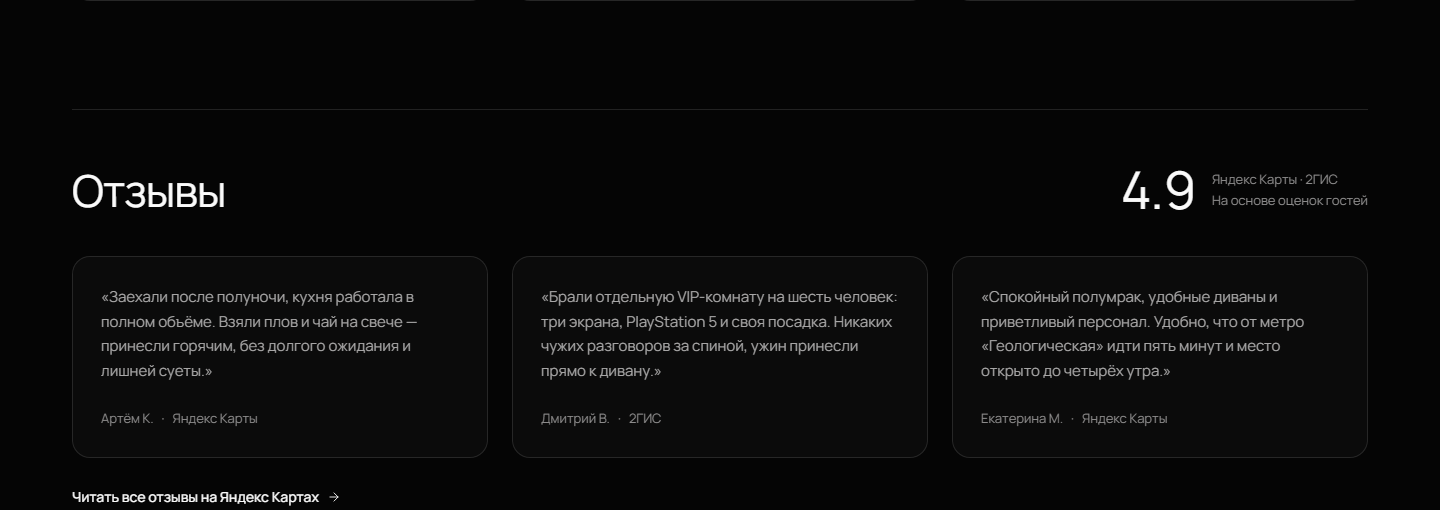 Отзывы
4.9
Яндекс Карты · 2ГИС
На основе оценок гостей
«Заехали после полуночи, кухня работала в
полном объёме. Взяли плов и чай на свече —
принесли горячим, без долгого ожидания и
лишней суеты.»
Артём К. · Яндекс Карты
«Брали отдельную VIP-комнату на шесть человек:
три экрана, PlayStation 5 и своя посадка. Никаких
чужих разговоров за спиной, ужин принесли
прямо к дивану.»
Дмитрий В. · 2ГИС
«Спокойный полумрак, удобные диваны и
приветливый персонал. Удобно, что от метро
«Геологическая» идти пять минут и место
открыто до четырёх утра.»
Екатерина М. · Яндекс Карты
Читать все отзывы на Яндекс Картах →